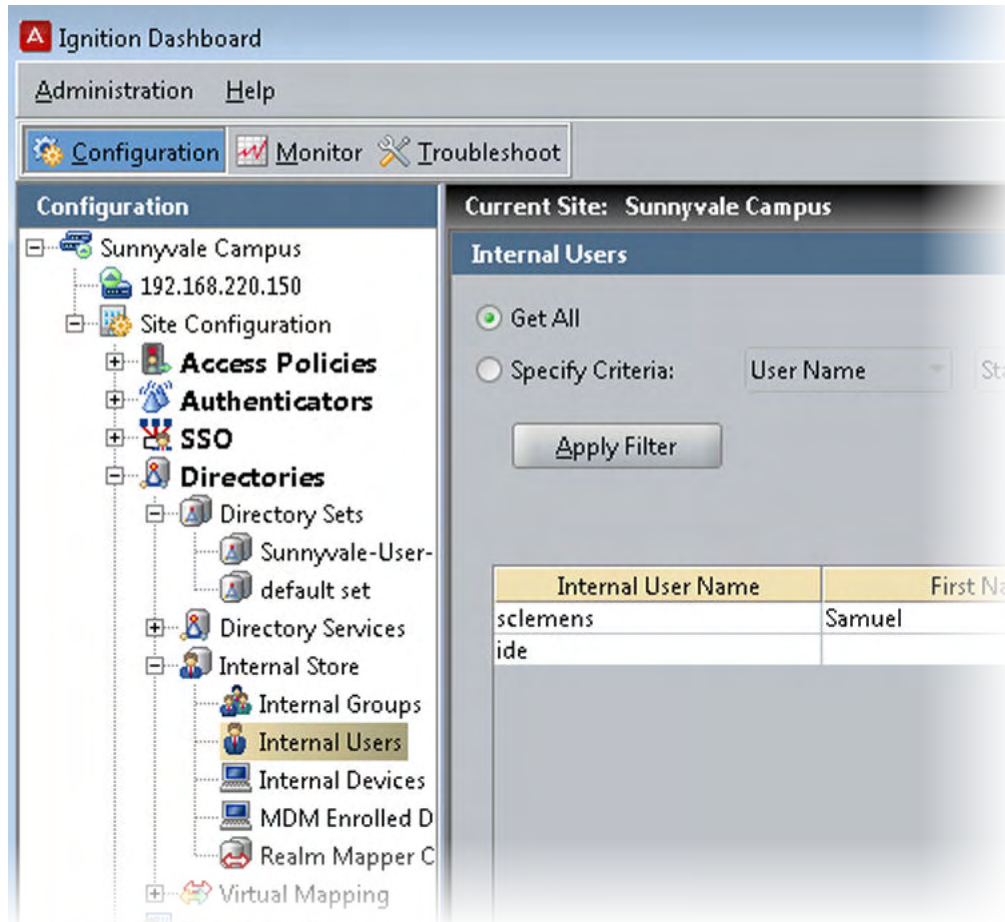 Ignition Dashboard
Administration Help
Configuration Monitor Troubleshoot
Configuration
Sunnyvale Campus
192.168.220.150
Site Configuration
Access Policies
Authenticators
SSO
Directories
Directory Sets
Sunnyvale-User-
default set
Directory Services
Internal Store
Internal Groups
Internal Users
Internal Devices
MDM Enrolled D
Realm Mapper C
Virtual Mapping
Current Site: Sunnyvale Campus
Internal Users
Get All
Specify Criteria: User Name
Apply Filter
Internal User Name First Na
sclemens Samuel
ide